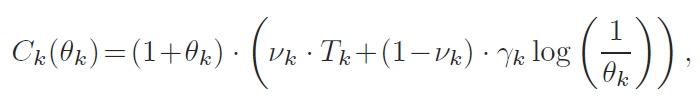 C_k(θ_k)=(1+θ_k) · (ν_k · T_k+(1−ν_k) · γ_k log (1/θ_k)),